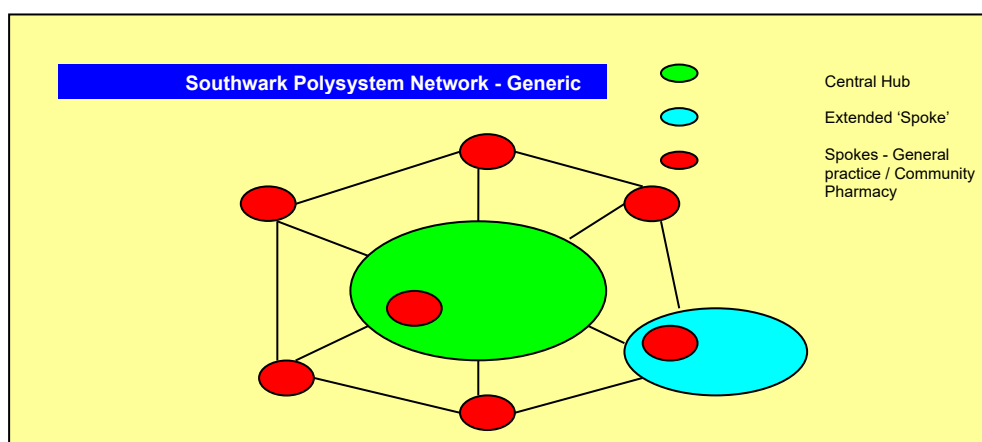 Southwark Polysystem Network - Generic
Central Hub
Extended ‘Spoke’
Spokes - General
practice / Community
Pharmacy